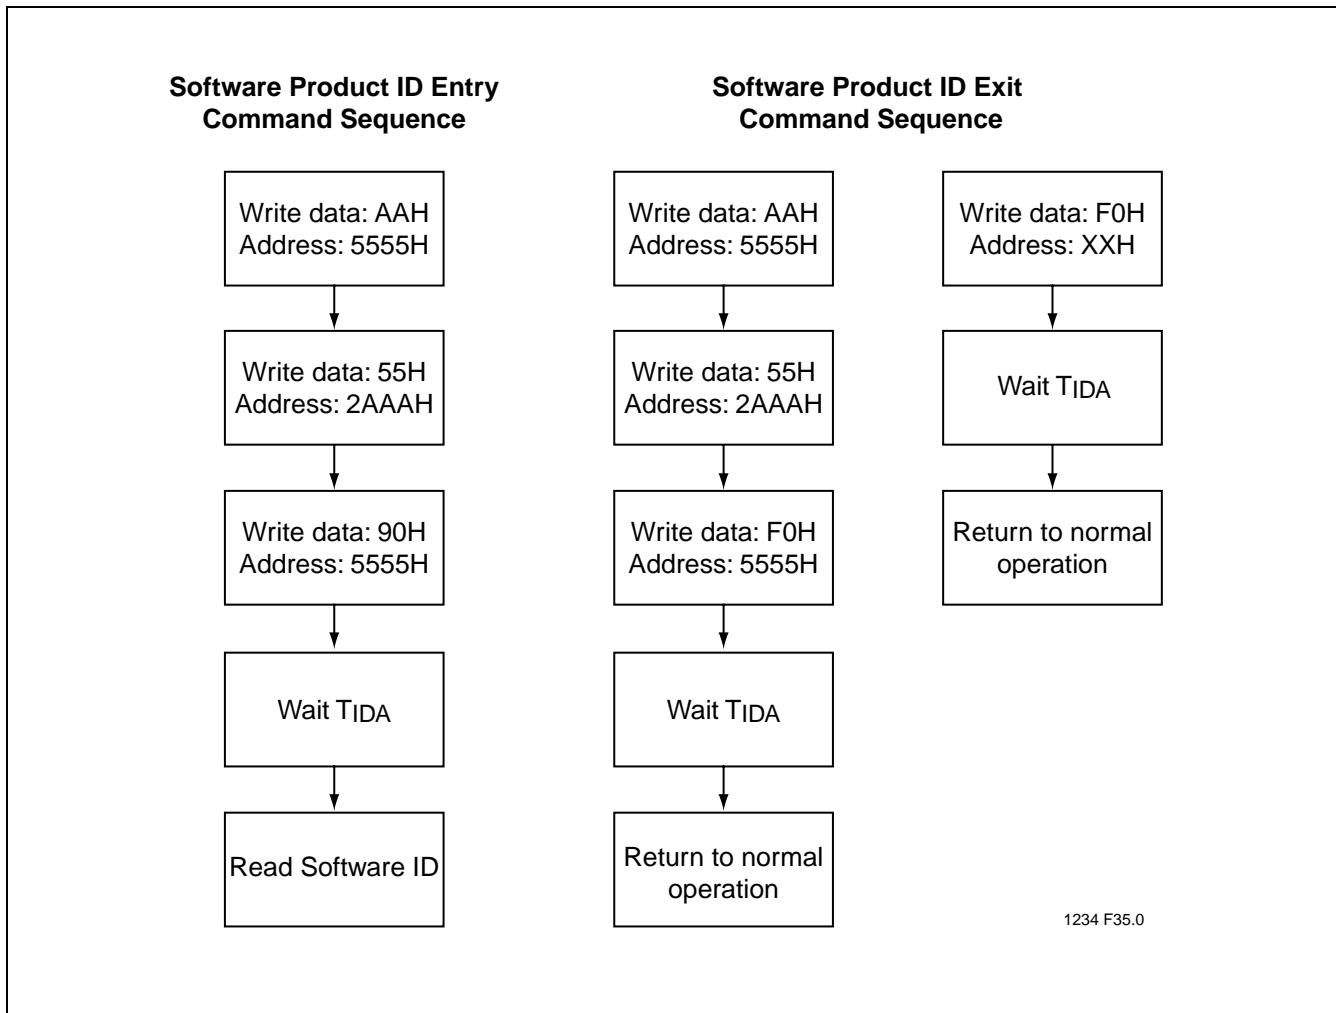 Software Product ID Entry
Command Sequence
Write data: AAH
Address: 5555H
Write data: 55H
Address: 2AAAH
Write data: 90H
Address: 5555H
Wait TIDA
Read Software ID
Software Product ID Exit
Command Sequence
Write data: AAH
Address: 5555H
Write data: 55H
Address: 2AAAH
Write data: F0H
Address: 5555H
Wait TIDA
Return to normal
operation
Write data: F0H
Address: XXH
Wait TIDA
Return to normal
operation
1234 F35.0